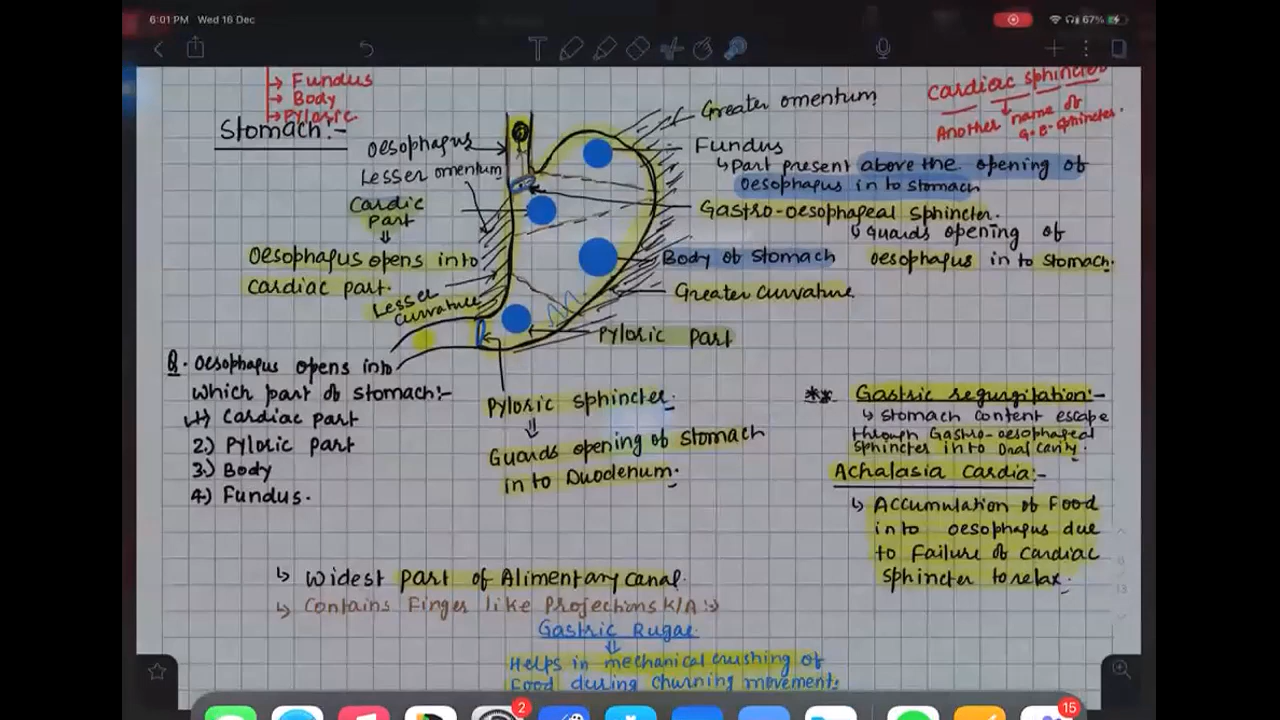 6:01 PM Wed 16 Dec
67%
T
→ Fundus
→ Body
→ Pyloric
Stomach:-
Cardiac sphincter
Another name of
G.E. sphincter.
Oesophagus
Lesser omentum
Cardic
part
Oesophagus opens into
cardiac part.
Lesser
curvature
Greater omentum
Fundus
↳ Part present above the opening of
oesophagus in to stomach
Gastro-oesophageal sphincter.
↳ Guards opening of
oesophagus in to stomach.
Body of stomach
Greater curvature
Pyloric part
Pyloric sphincter.
Guards opening of stomach
in to Duodenum.
Q. Oesophagus opens into
which part of stomach:-
1) Cardiac part
2.) Pyloric part
3.) Body
4.) Fundus.
** Gastric regurgitation:-
↳ stomach content escape
through Gastro-oesophageal
sphincter into oral cavity.
Achalasia Cardia:-
↳ Accumulation of Food
into oesophagus due
to Failure of cardiac
sphincter to relax.
↳ Widest part of Alimentary canal.
↳ Contains Finger like Projections K/A:→
Gastric Rugae.
Helps in mechanical crushing of
Food during churning movements
2
15